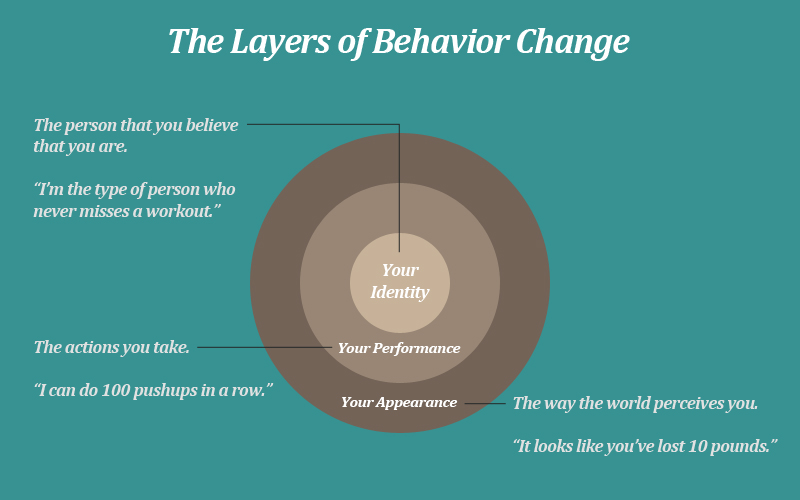 The Layers of Behavior Change
The person that you believe
that you are.
“I'm the type of person who
never misses a workout.”
Your
Identity
The actions you take.
Your Performance
“I can do 100 pushups in a row.”
Your Appearance
The way the world perceives you.
“It looks like you've lost 10 pounds.”